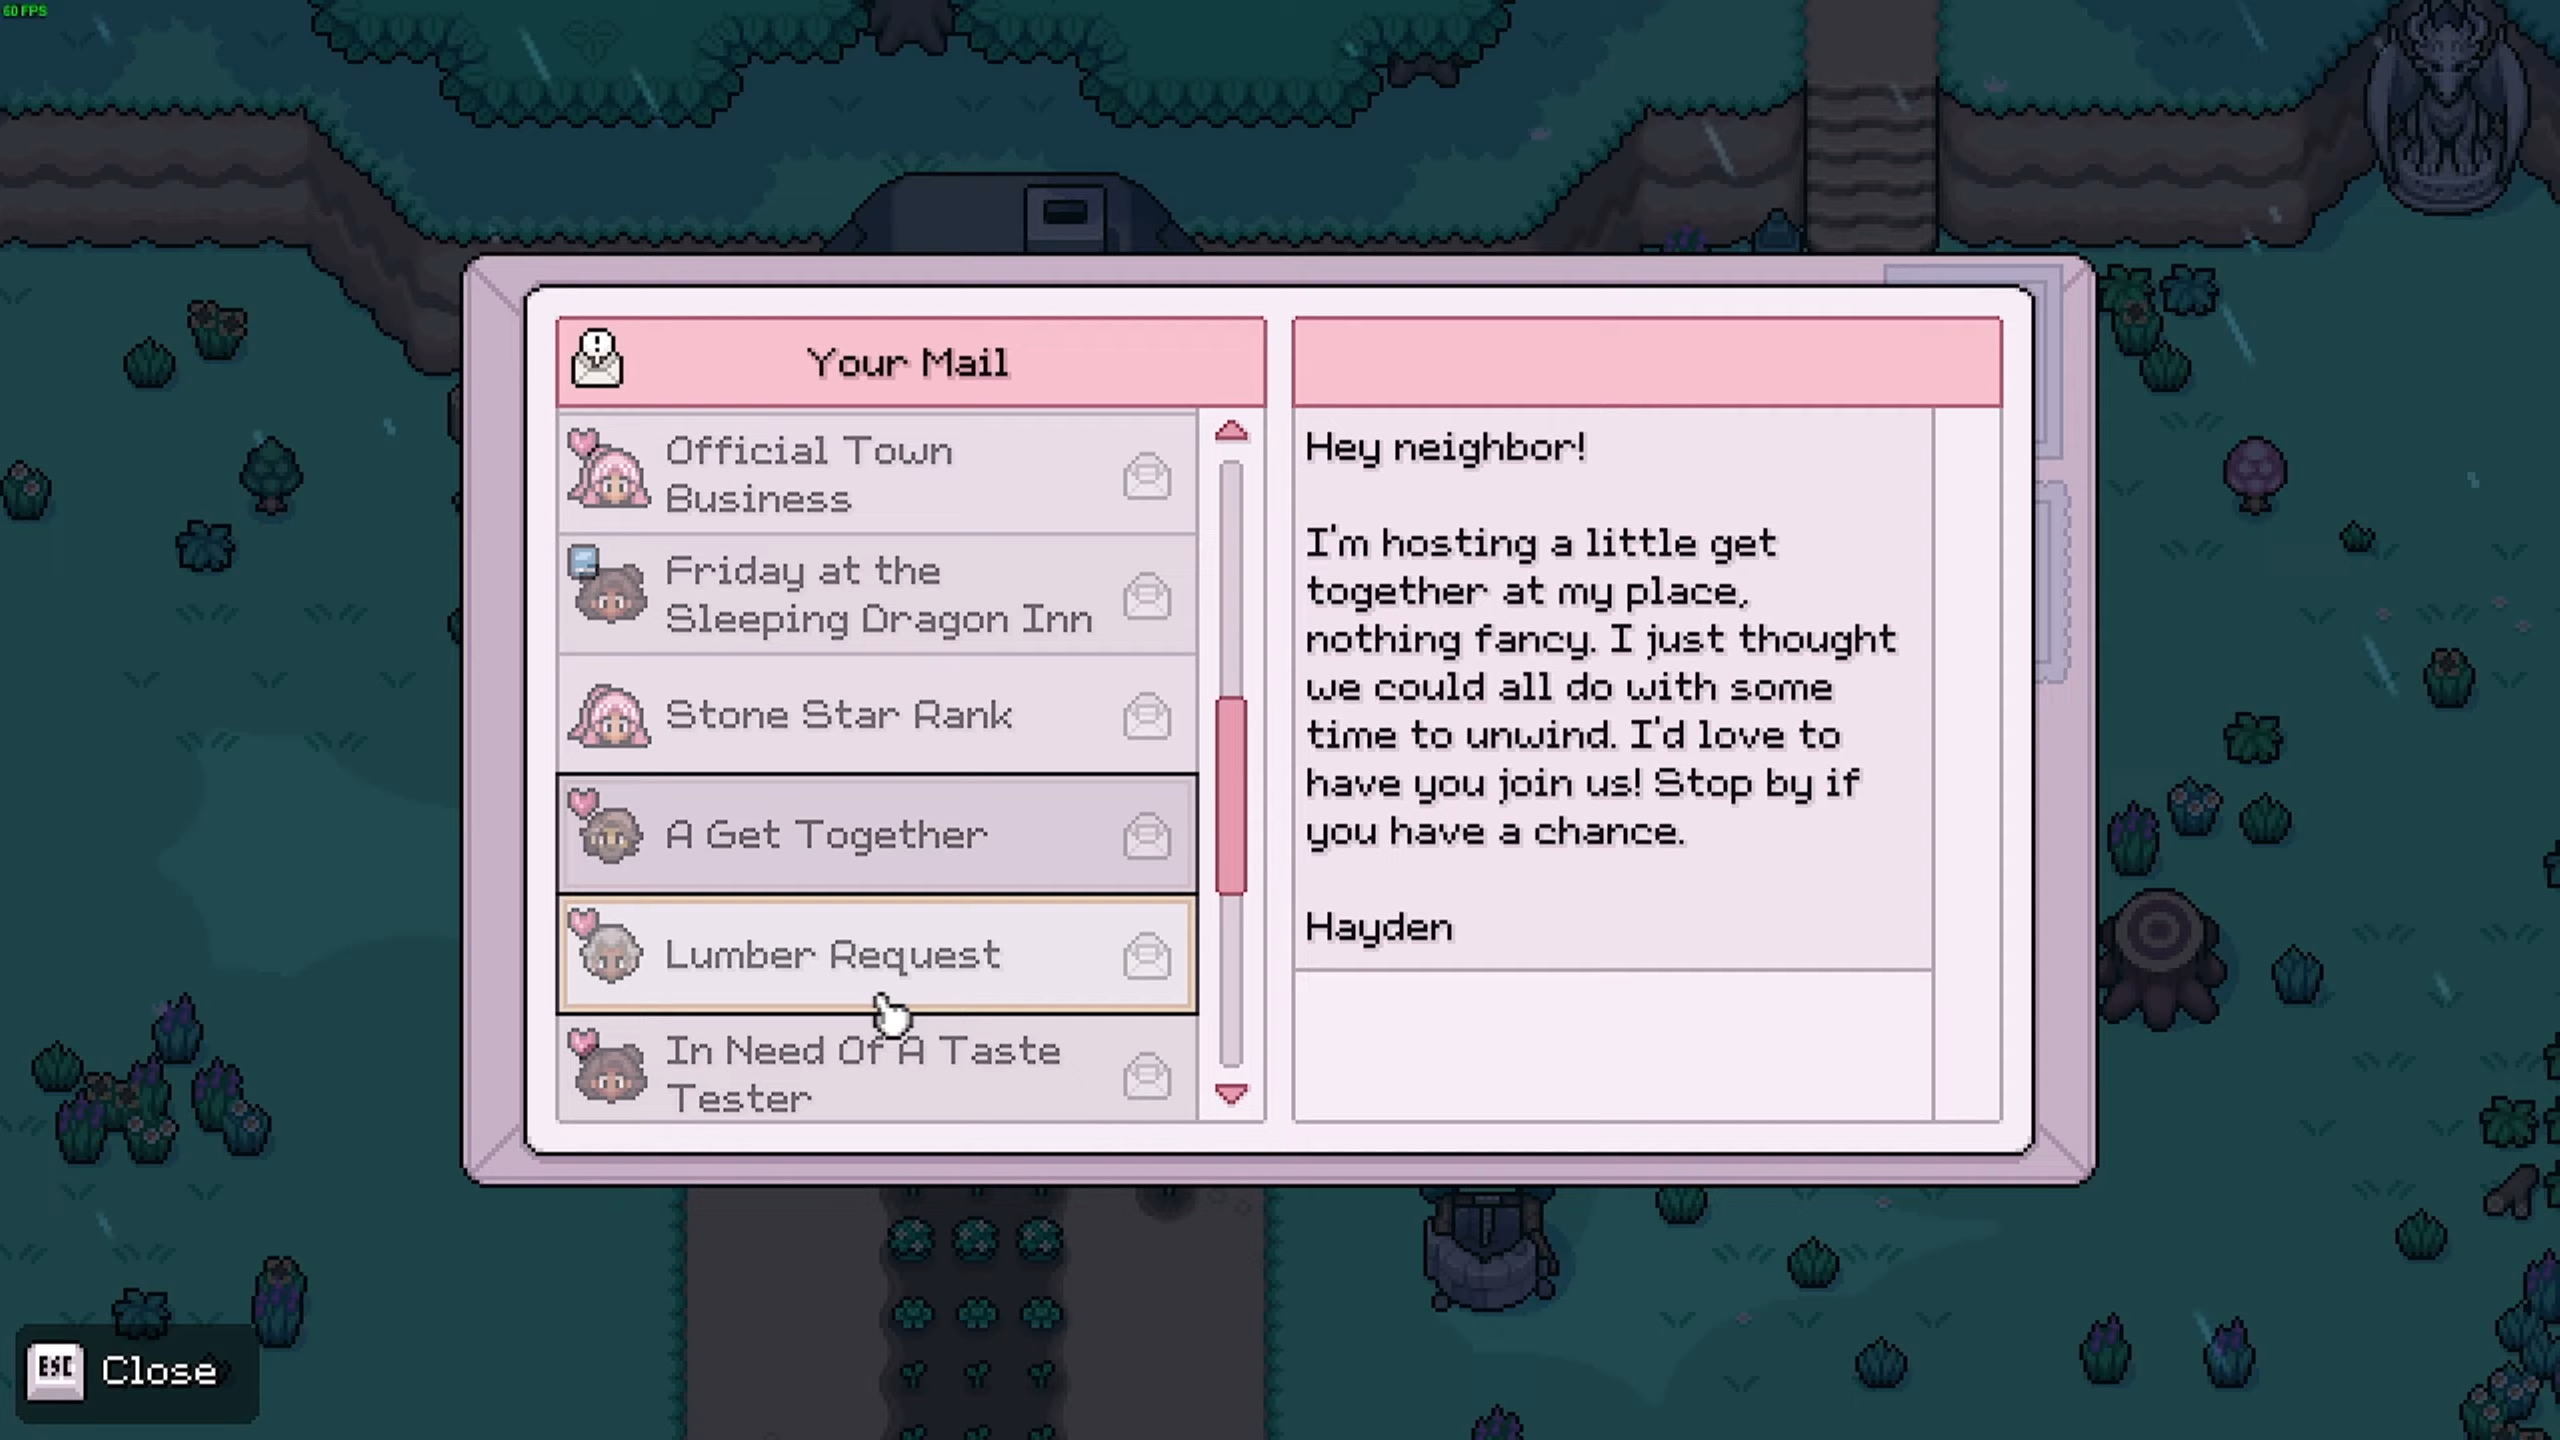 60 FPS
Your Mail
Official Town
Business
Friday at the
Sleeping Dragon Inn
Stone Star Rank
A Get Together
Lumber Request
In Need Of A Taste
Tester
Hey neighbor!
I'm hosting a little get
together at my place,
nothing fancy. I just thought
we could all do with some
time to unwind. I'd love to
have you join us! Stop by if
you have a chance.
Hayden
ESC Close